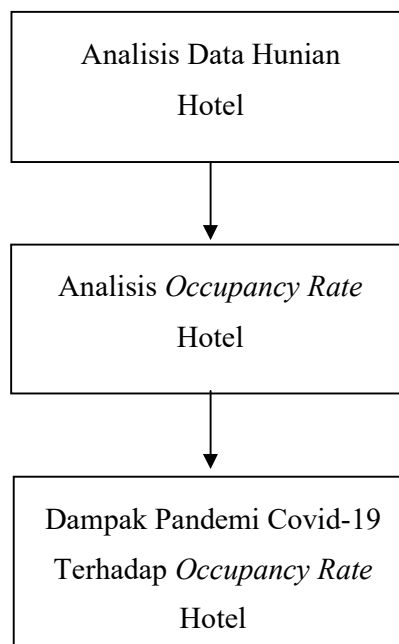 Analisis Data Hunian
Hotel
Analisis Occupancy Rate
Hotel
Dampak Pandemi Covid-19
Terhadap Occupancy Rate
Hotel